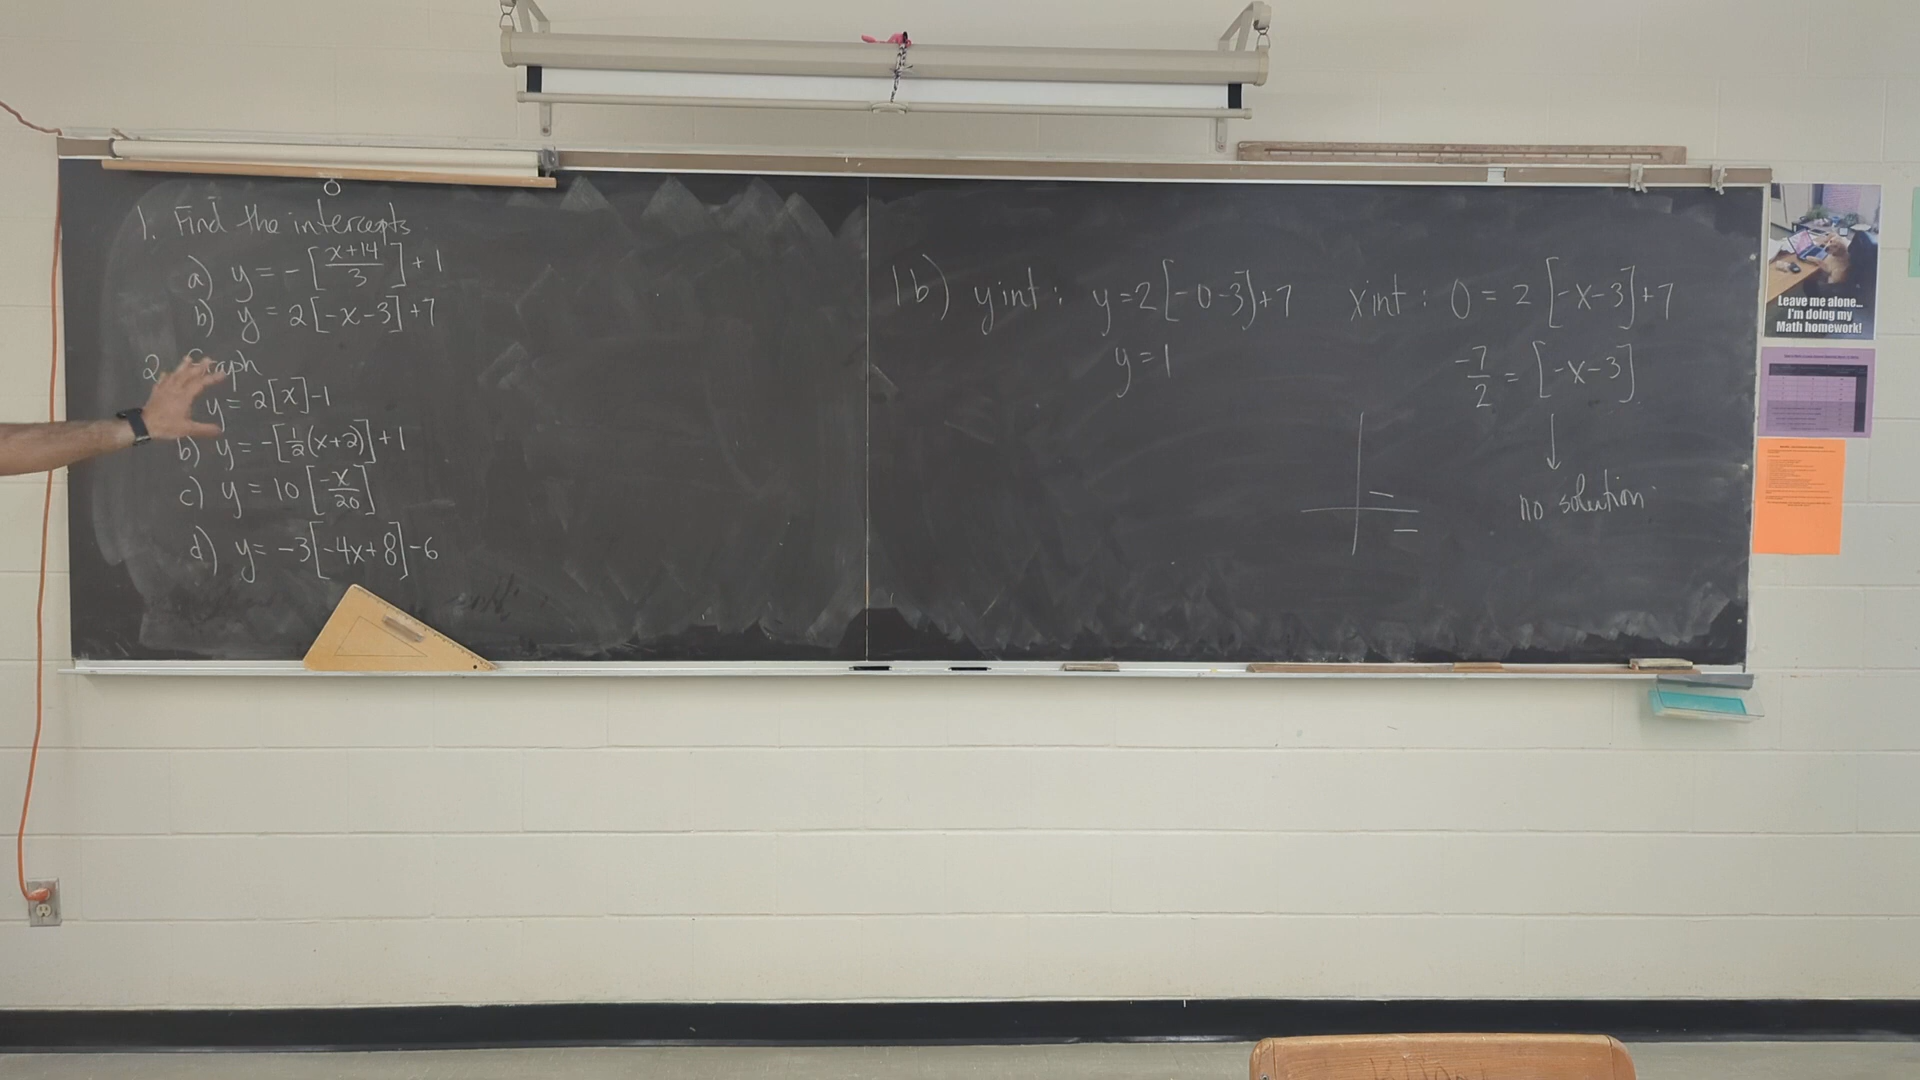 1. Find the intercepts
a) y = -[(x+14)/3] + 1
b) y = 2[-x-3]+7
2. Graph
y = 2[x]-1
b) y = -[1/2(x+2)]+1
c) y = 10[-x/20]
d) y = -3[-4x+8]-6
1b) y int : y=2[-0-3]+7
y=1
x int : 0 = 2[-x-3]+7
-7/2 = [-x-3]
no solution
Leave me alone...
I'm doing my
Math homework!